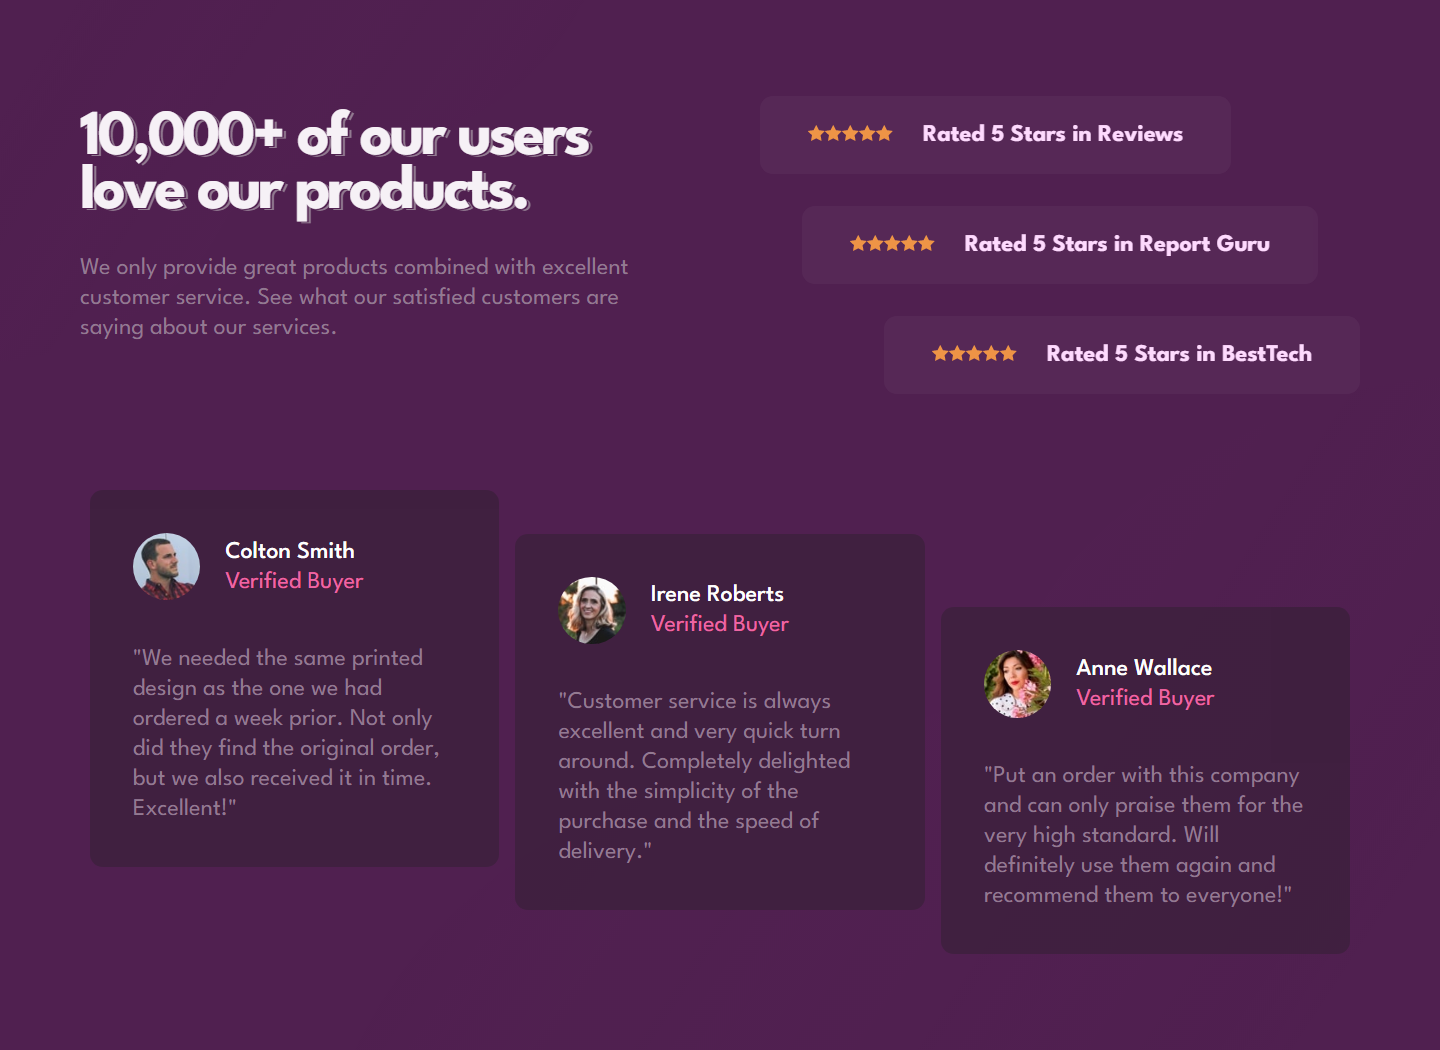 10,000+ of our users
love our products.
We only provide great products combined with excellent
customer service. See what our satisfied customers are
saying about our services.
Rated 5 Stars in Reviews
Rated 5 Stars in Report Guru
Rated 5 Stars in BestTech
Colton Smith
Verified Buyer
"We needed the same printed
design as the one we had
ordered a week prior. Not only
did they find the original order,
but we also received it in time.
Excellent!"
Irene Roberts
Verified Buyer
"Customer service is always
excellent and very quick turn
around. Completely delighted
with the simplicity of the
purchase and the speed of
delivery."
Anne Wallace
Verified Buyer
"Put an order with this company
and can only praise them for the
very high standard. Will
definitely use them again and
recommend them to everyone!"